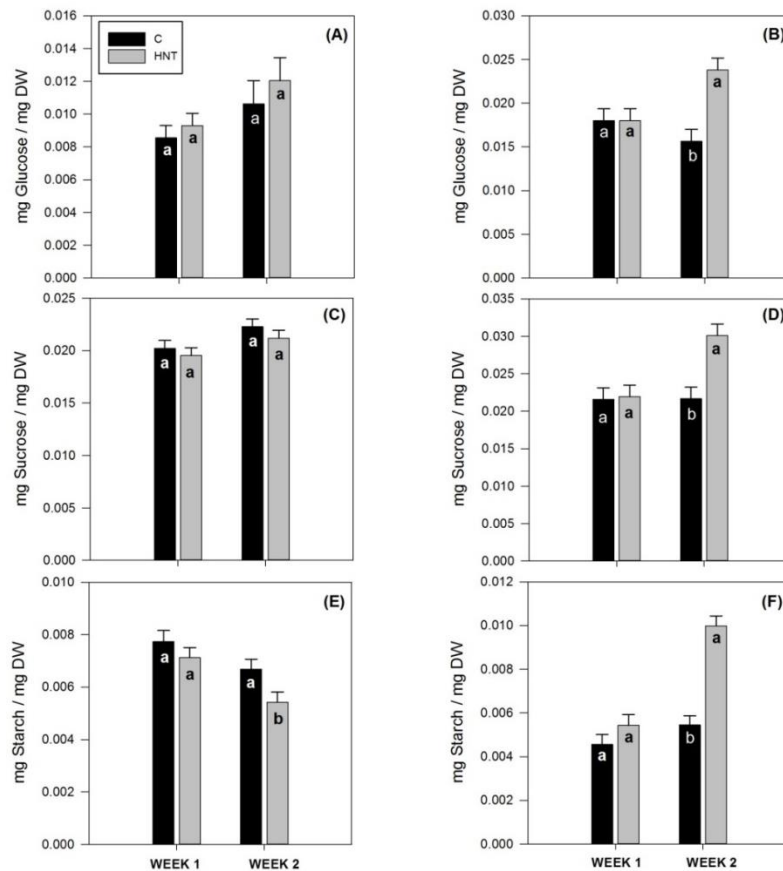 C
HNT
(A)
mg Glucose / mg DW
0.016
0.014
0.012
0.010
0.008
0.006
0.004
0.002
0.000
a
a
a
a
(B)
mg Glucose / mg DW
0.030
0.025
0.020
0.015
0.010
0.005
0.000
a
a
b
a
(C)
mg Sucrose / mg DW
0.025
0.020
0.015
0.010
0.005
0.000
a
a
a
a
(D)
mg Sucrose / mg DW
0.035
0.030
0.025
0.020
0.015
0.010
0.005
0.000
a
a
b
a
(E)
mg Starch / mg DW
0.010
0.008
0.006
0.004
0.002
0.000
a
a
a
b
WEEK 1 WEEK 2
(F)
mg Starch / mg DW
0.012
0.010
0.008
0.006
0.004
0.002
0.000
a
a
b
a
WEEK 1 WEEK 2